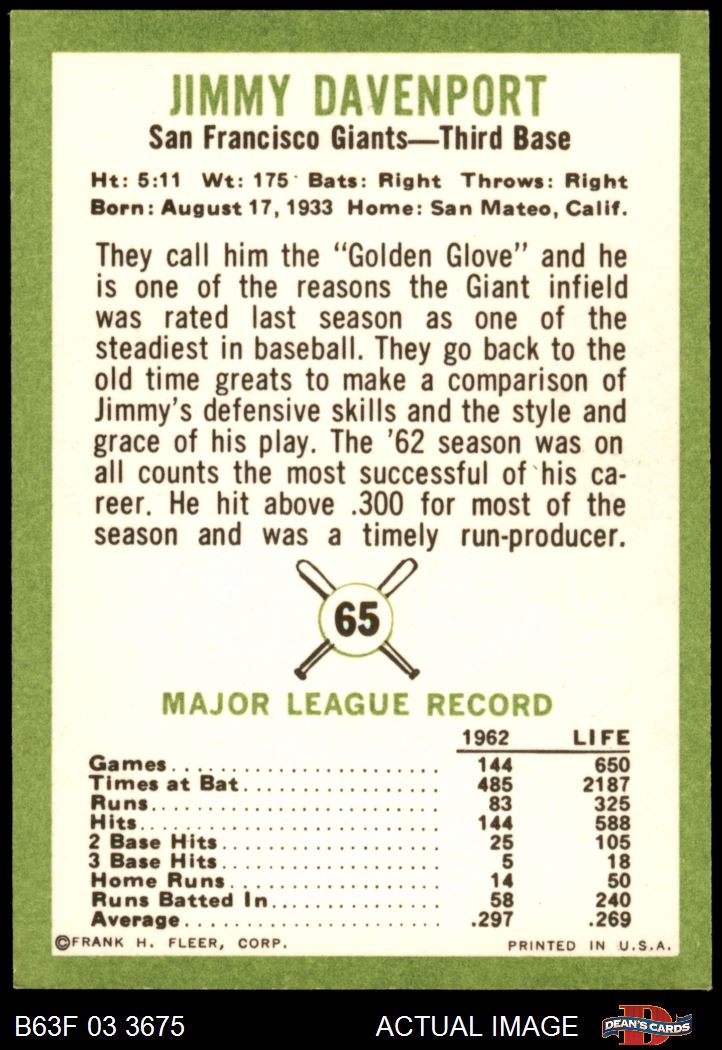 JIMMY DAVENPORT
San Francisco Giants—Third Base
Ht: 5:11 Wt: 175 Bats: Right Throws: Right
Born: August 17, 1933 Home: San Mateo, Calif.
They call him the "Golden Glove" and he
is one of the reasons the Giant infield
was rated last season as one of the
steadiest in baseball. They go back to the
old time greats to make a comparison of
Jimmy's defensive skills and the style and
grace of his play. The '62 season was on
all counts the most successful of his ca-
reer. He hit above .300 for most of the
season and was a timely run-producer.
65
MAJOR LEAGUE RECORD
1962 LIFE
Games 144 650
Times at Bat 485 2187
Runs 83 325
Hits 144 588
2 Base Hits 25 105
3 Base Hits 5 18
Home Runs 14 50
Runs Batted In 58 240
Average .297 .269
©FRANK H. FLEER, CORP. PRINTED IN U.S.A.
B63F 03 3675 ACTUAL IMAGE D DEAN'S CARDS